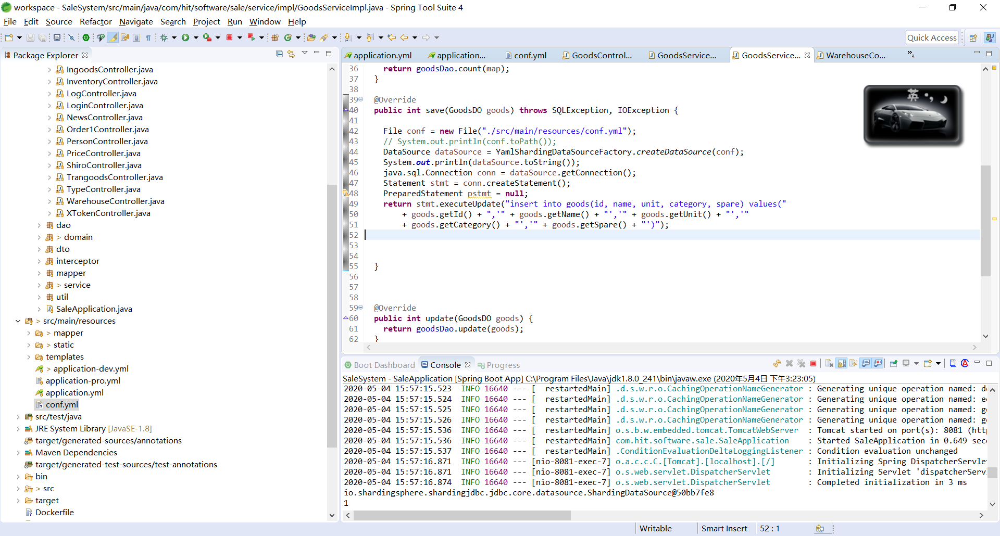 workspace - SaleSystem/src/main/java/com/hit/software/sale/service/impl/GoodsServiceImpl.java - Spring Tool Suite 4
File Edit Source Refactor Navigate Search Project Run Window Help
Quick Access
Package Explorer
IngoodsController.java
InventoryController.java
LogController.java
LoginController.java
NewsController.java
Order1Controller.java
PersonController.java
PriceController.java
ShiroController.java
TrangoodsController.java
TypeController.java
WarehouseController.java
XTokenController.java
dao
> domain
dto
interceptor
mapper
> service
util
SaleApplication.java
> src/main/resources
> mapper
> static
templates
> application-dev.yml
application-pro.yml
application.yml
conf.yml
src/test/java
JRE System Library [JavaSE-1.8]
target/generated-sources/annotations
Maven Dependencies
target/generated-test-sources/test-annotations
bin
> src
target
Dockerfile
application.yml application... conf.yml GoodsControl... GoodsService... GoodsService... WarehouseCo... »5
36 return goodsDao.count(map);
37 }
38
39 @Override
40 public int save(GoodsDO goods) throws SQLException, IOException {
41
42 File conf = new File("./src/main/resources/conf.yml");
43 // System.out.println(conf.toPath());
44 DataSource dataSource = YamlShardingDataSourceFactory.createDataSource(conf);
45 System.out.println(dataSource.toString());
46 java.sql.Connection conn = dataSource.getConnection();
47 Statement stmt = conn.createStatement();
48 PreparedStatement pstmt = null;
49 return stmt.executeUpdate("insert into goods(id, name, unit, category, spare) values("
50 + goods.getId() + ",'" + goods.getName() + "','" + goods.getUnit() + "','"
51 + goods.getCategory() + "','" + goods.getSpare() + "')");
52
53
54
55 }
56
57
58
59 @Override
60 public int update(GoodsDO goods) {
61 return goodsDao.update(goods);
62 }
英 •,
Boot Dashboard Console Progress
SaleSystem - SaleApplication [Spring Boot App] C:\Program Files\Java\jdk1.8.0_241\bin\javaw.exe (2020年5月4日 下午3:23:05)
2020-05-04 15:57:15.523 INFO 16640 --- [ restartedMain] .d.s.w.r.o.CachingOperationNameGenerator : Generating unique operation named: de
2020-05-04 15:57:15.524 INFO 16640 --- [ restartedMain] .d.s.w.r.o.CachingOperationNameGenerator : Generating unique operation named: e
2020-05-04 15:57:15.525 INFO 16640 --- [ restartedMain] .d.s.w.r.o.CachingOperationNameGenerator : Generating unique operation named: g
2020-05-04 15:57:15.526 INFO 16640 --- [ restartedMain] .d.s.w.r.o.CachingOperationNameGenerator : Generating unique operation named: g
2020-05-04 15:57:15.536 INFO 16640 --- [ restartedMain] o.s.b.w.embedded.tomcat.TomcatWebServer : Tomcat started on port(s): 8081 (http
2020-05-04 15:57:15.536 INFO 16640 --- [ restartedMain] com.hit.software.sale.SaleApplication : Started SaleApplication in 0.649 seco
2020-05-04 15:57:15.537 INFO 16640 --- [ restartedMain] .ConditionEvaluationDeltaLoggingListener : Condition evaluation unchanged
2020-05-04 15:57:16.871 INFO 16640 --- [nio-8081-exec-7] o.a.c.c.C.[Tomcat].[localhost].[/] : Initializing Spring DispatcherServlet
2020-05-04 15:57:16.871 INFO 16640 --- [nio-8081-exec-7] o.s.web.servlet.DispatcherServlet : Initializing Servlet 'dispatcherServ
2020-05-04 15:57:16.874 INFO 16640 --- [nio-8081-exec-7] o.s.web.servlet.DispatcherServlet : Completed initialization in 3 ms
io.shardingsphere.shardingjdbc.jdbc.core.datasource.ShardingDataSource@50bb7fe8
1
Writable Smart Insert 52 : 1